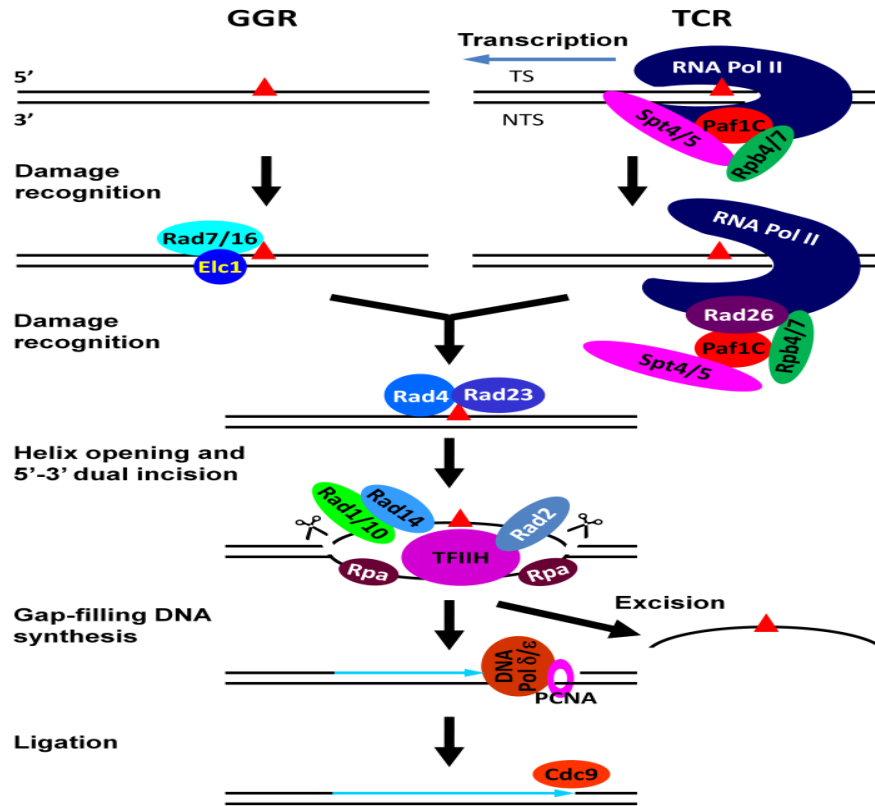 GGR
TCR
Transcription
5’
3’
TS
NTS
RNA Pol II
Spt4/5
Paf1C
Rpb4/7
Damage
recognition
Rad7/16
Elc1
RNA Pol II
Rad26
Paf1C
Spt4/5
Rpb4/7
Damage
recognition
Rad4
Rad23
Helix opening and
5’-3’ dual incision
Rad1/10
Rad14
Rad2
TFIIH
Rpa
Rpa
Gap-filling DNA
synthesis
Excision
DNA
Pol δ/ε
PCNA
Ligation
Cdc9